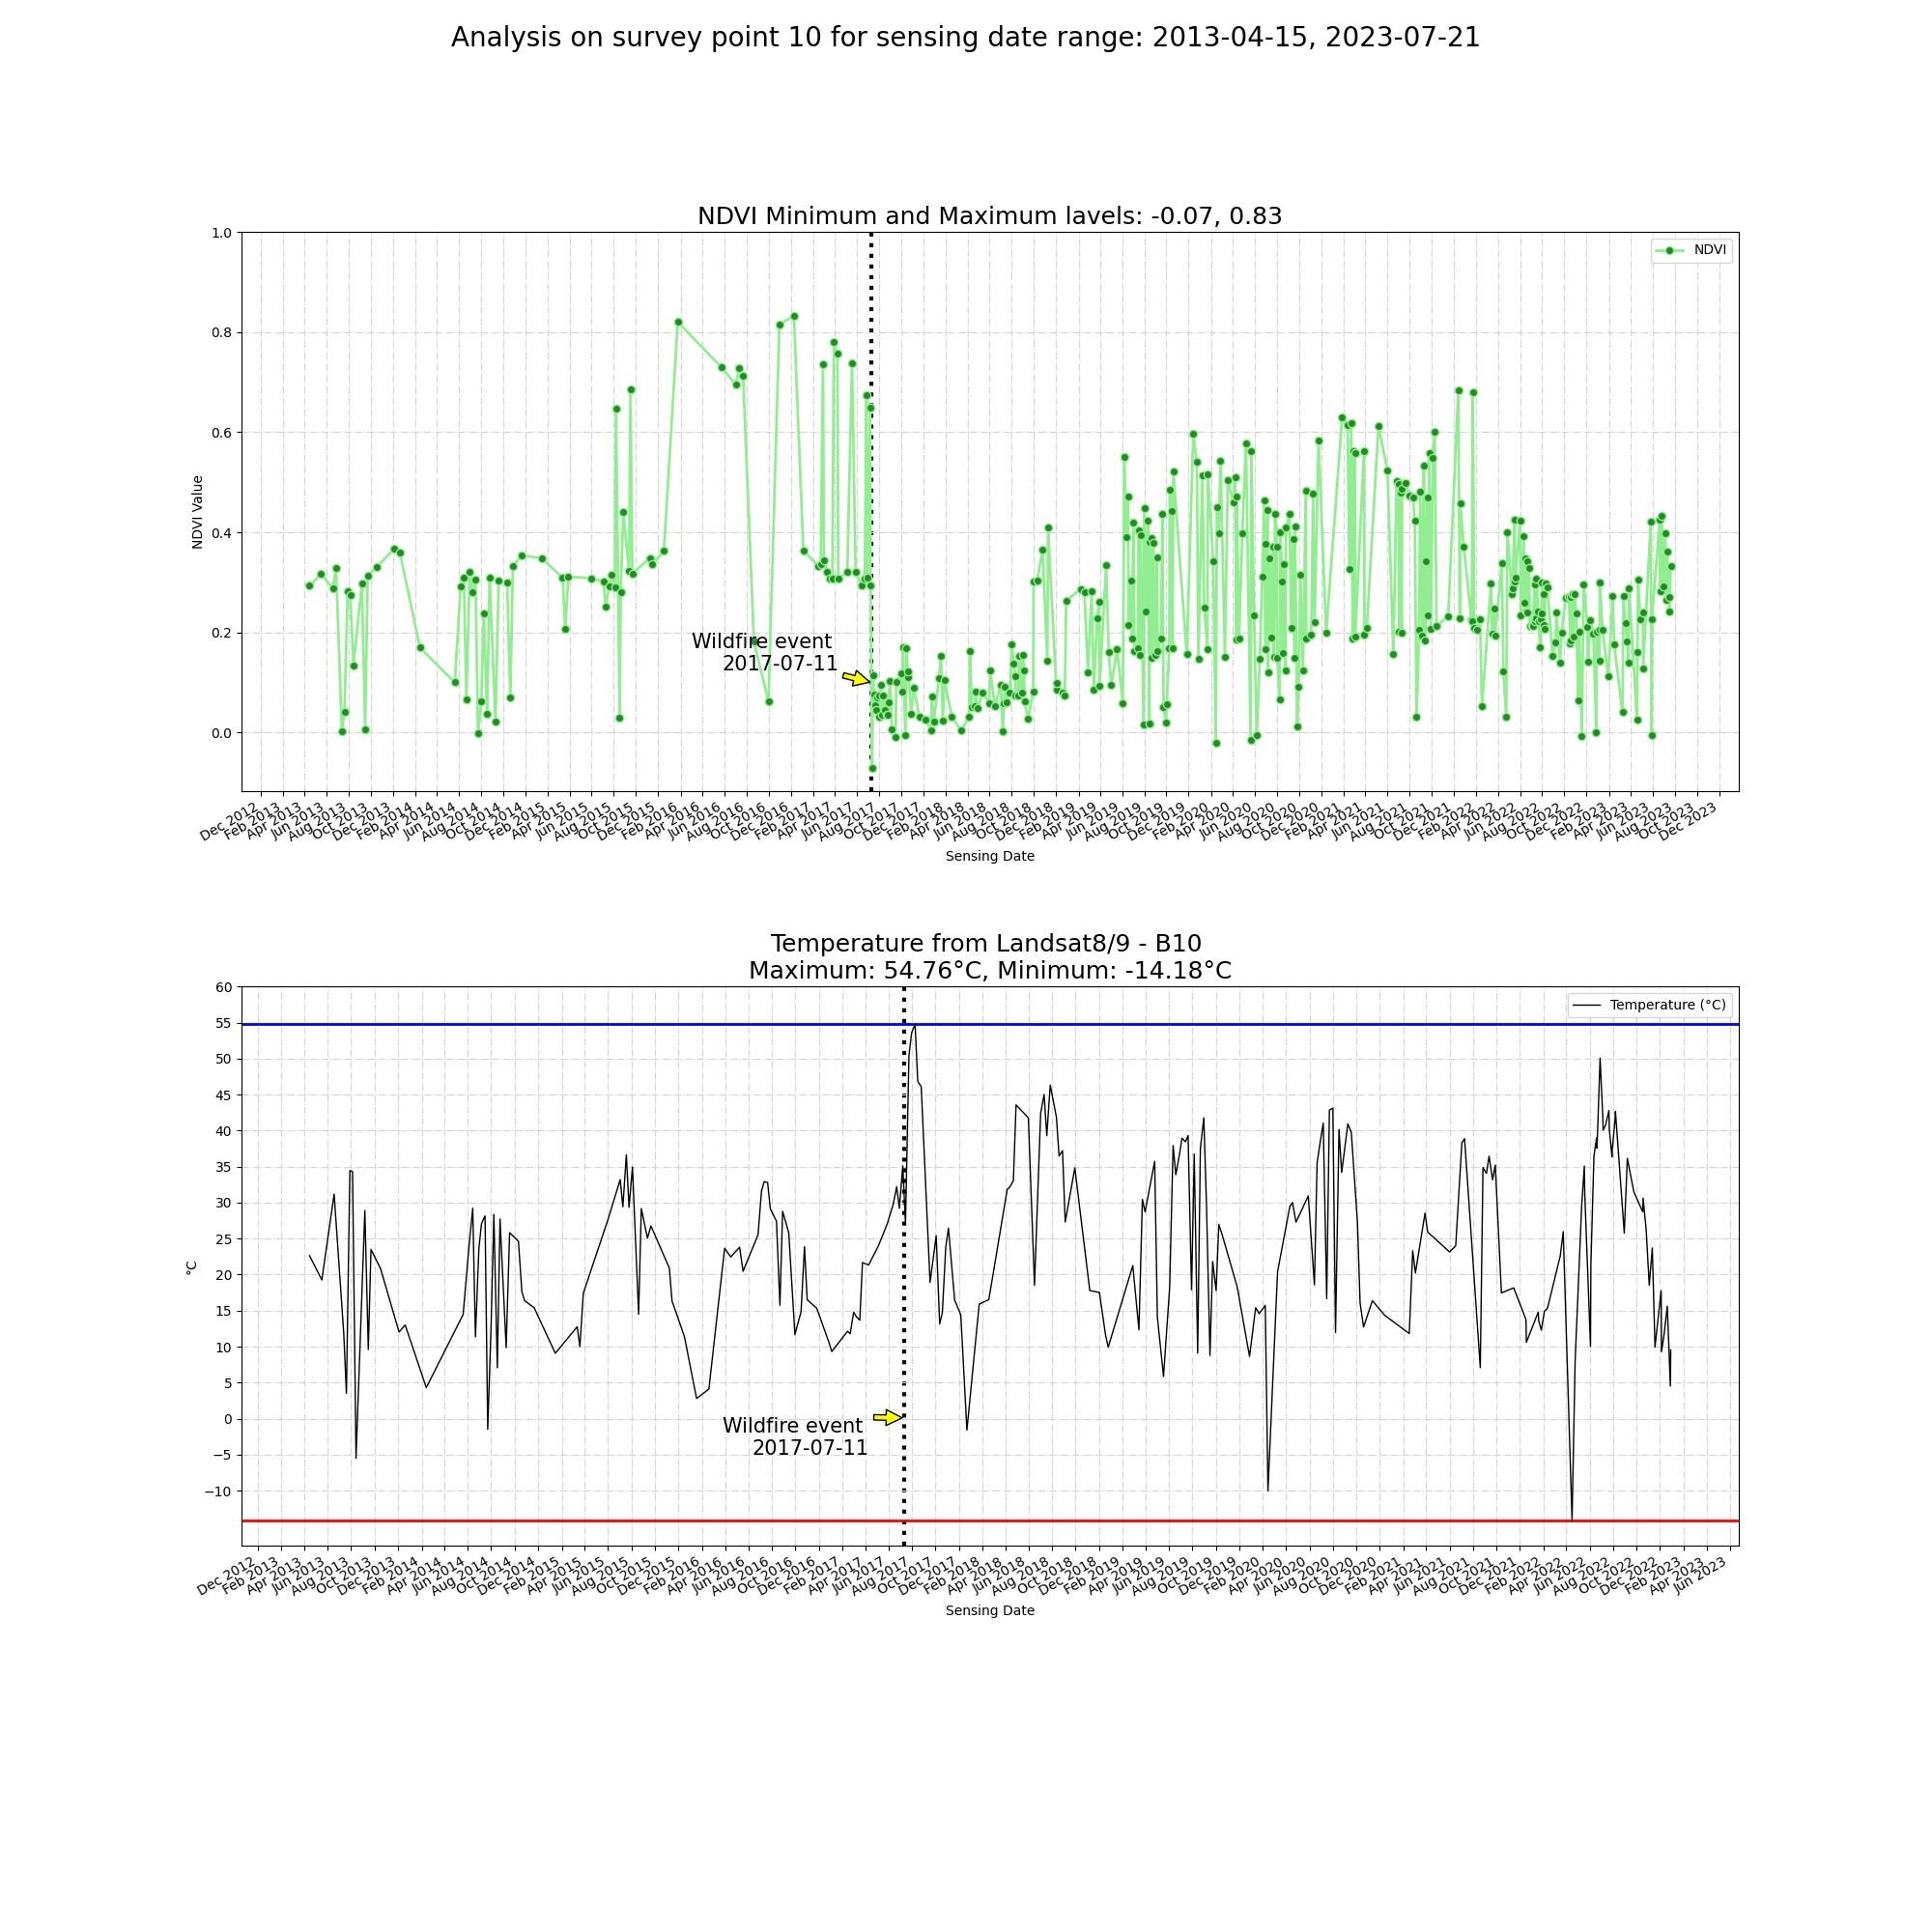 Analysis on survey point 10 for sensing date range: 2013-04-15, 2023-07-21
NDVI Minimum and Maximum lavels: -0.07, 0.83
1.0
0.8
0.6
0.4
0.2
0.0
NDVI Value
NDVI
Wildfire event
2017-07-11
Dec 2012
Feb 2013
Apr 2013
Jun 2013
Aug 2013
Oct 2013
Dec 2013
Feb 2014
Apr 2014
Jun 2014
Aug 2014
Oct 2014
Dec 2014
Feb 2015
Apr 2015
Jun 2015
Aug 2015
Oct 2015
Dec 2015
Feb 2016
Apr 2016
Jun 2016
Aug 2016
Oct 2016
Dec 2016
Feb 2017
Apr 2017
Jun 2017
Aug 2017
Oct 2017
Dec 2017
Feb 2018
Apr 2018
Jun 2018
Aug 2018
Oct 2018
Dec 2018
Feb 2019
Apr 2019
Jun 2019
Aug 2019
Oct 2019
Dec 2019
Feb 2020
Apr 2020
Jun 2020
Aug 2020
Oct 2020
Dec 2020
Feb 2021
Apr 2021
Jun 2021
Aug 2021
Oct 2021
Dec 2021
Feb 2022
Apr 2022
Jun 2022
Aug 2022
Oct 2022
Dec 2022
Feb 2023
Apr 2023
Jun 2023
Aug 2023
Oct 2023
Dec 2023
Sensing Date
Temperature from Landsat8/9 - B10
Maximum: 54.76°C, Minimum: -14.18°C
60
55
50
45
40
35
30
25
20
15
10
5
0
−5
−10
°C
Temperature (°C)
Wildfire event
2017-07-11
Dec 2012
Feb 2013
Apr 2013
Jun 2013
Aug 2013
Oct 2013
Dec 2013
Feb 2014
Apr 2014
Jun 2014
Aug 2014
Oct 2014
Dec 2014
Feb 2015
Apr 2015
Jun 2015
Aug 2015
Oct 2015
Dec 2015
Feb 2016
Apr 2016
Jun 2016
Aug 2016
Oct 2016
Dec 2016
Feb 2017
Apr 2017
Jun 2017
Aug 2017
Oct 2017
Dec 2017
Feb 2018
Apr 2018
Jun 2018
Aug 2018
Oct 2018
Dec 2018
Feb 2019
Apr 2019
Jun 2019
Aug 2019
Oct 2019
Dec 2019
Feb 2020
Apr 2020
Jun 2020
Aug 2020
Oct 2020
Dec 2020
Feb 2021
Apr 2021
Jun 2021
Aug 2021
Oct 2021
Dec 2021
Feb 2022
Apr 2022
Jun 2022
Aug 2022
Oct 2022
Dec 2022
Feb 2023
Apr 2023
Jun 2023
Sensing Date